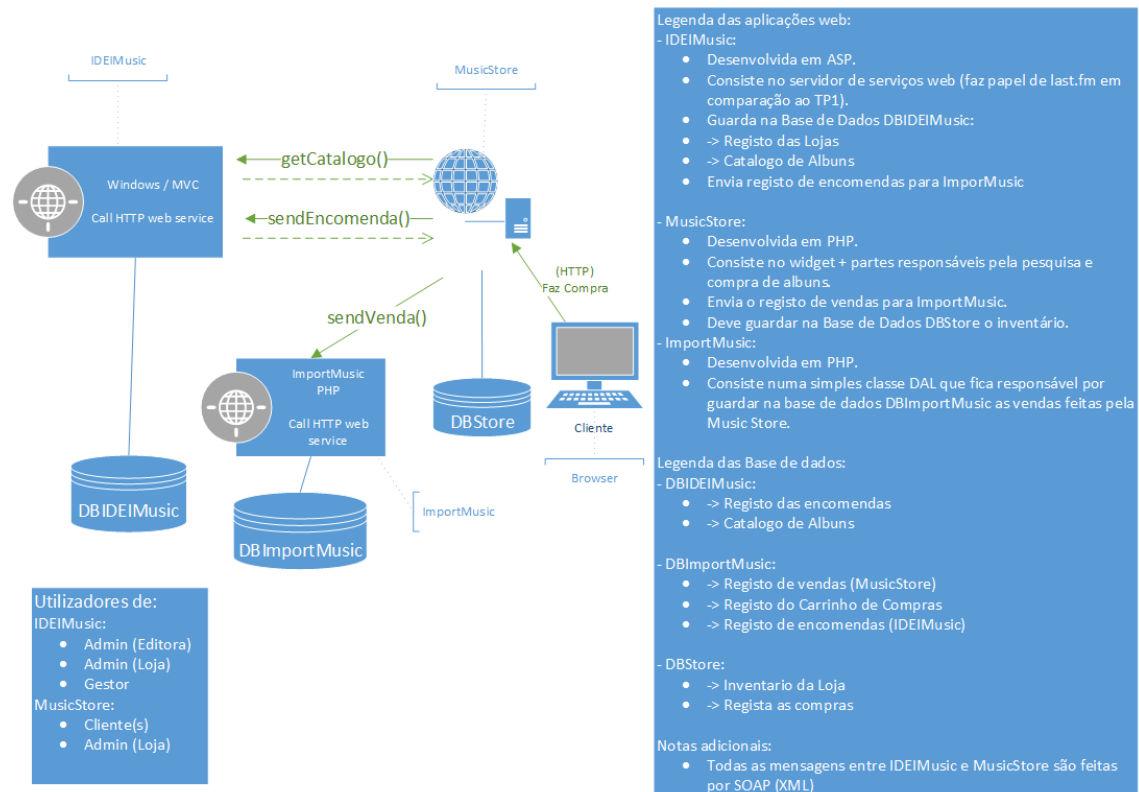 IDEIMusic
MusicStore
Windows / MVC
Call HTTP web service
getCatalogo()
sendEncomenda()
(HTTP)
Faz Compra
sendVenda()
ImportMusic
PHP
Call HTTP web
service
DBStore
Cliente
Browser
DBIDEIMusic
DBImportMusic
ImportMusic
Utilizadores de:
IDEIMusic:
• Admin (Editora)
• Admin (Loja)
• Gestor
MusicStore:
• Cliente(s)
• Admin (Loja)
Legenda das aplicações web:
- IDEIMusic:
• Desenvolvida em ASP.
• Consiste no servidor de serviços web (faz papel de last.fm em
comparação ao TP1).
• Guarda na Base de Dados DBIDEIMusic:
• -> Registo das Lojas
• -> Catalogo de Albuns
• Envia registo de encomendas para ImporMusic
- MusicStore:
• Desenvolvida em PHP.
• Consiste no widget + partes responsáveis pela pesquisa e
compra de albuns.
• Envia o registo de vendas para ImportMusic.
• Deve guardar na Base de Dados DBStore o inventário.
- ImportMusic:
• Desenvolvida em PHP.
• Consiste numa simples classe DAL que fica responsável por
guardar na base de dados DBImportMusic as vendas feitas pela
Music Store.
Legenda das Base de dados:
- DBIDEIMusic:
• -> Registo das encomendas
• -> Catalogo de Albuns
- DBImportMusic:
• -> Registo de vendas (MusicStore)
• -> Registo do Carrinho de Compras
• -> Registo de encomendas (IDEIMusic)
- DBStore:
• -> Inventario da Loja
• -> Regista as compras
Notas adicionais:
• Todas as mensagens entre IDEIMusic e MusicStore são feitas
por SOAP (XML)